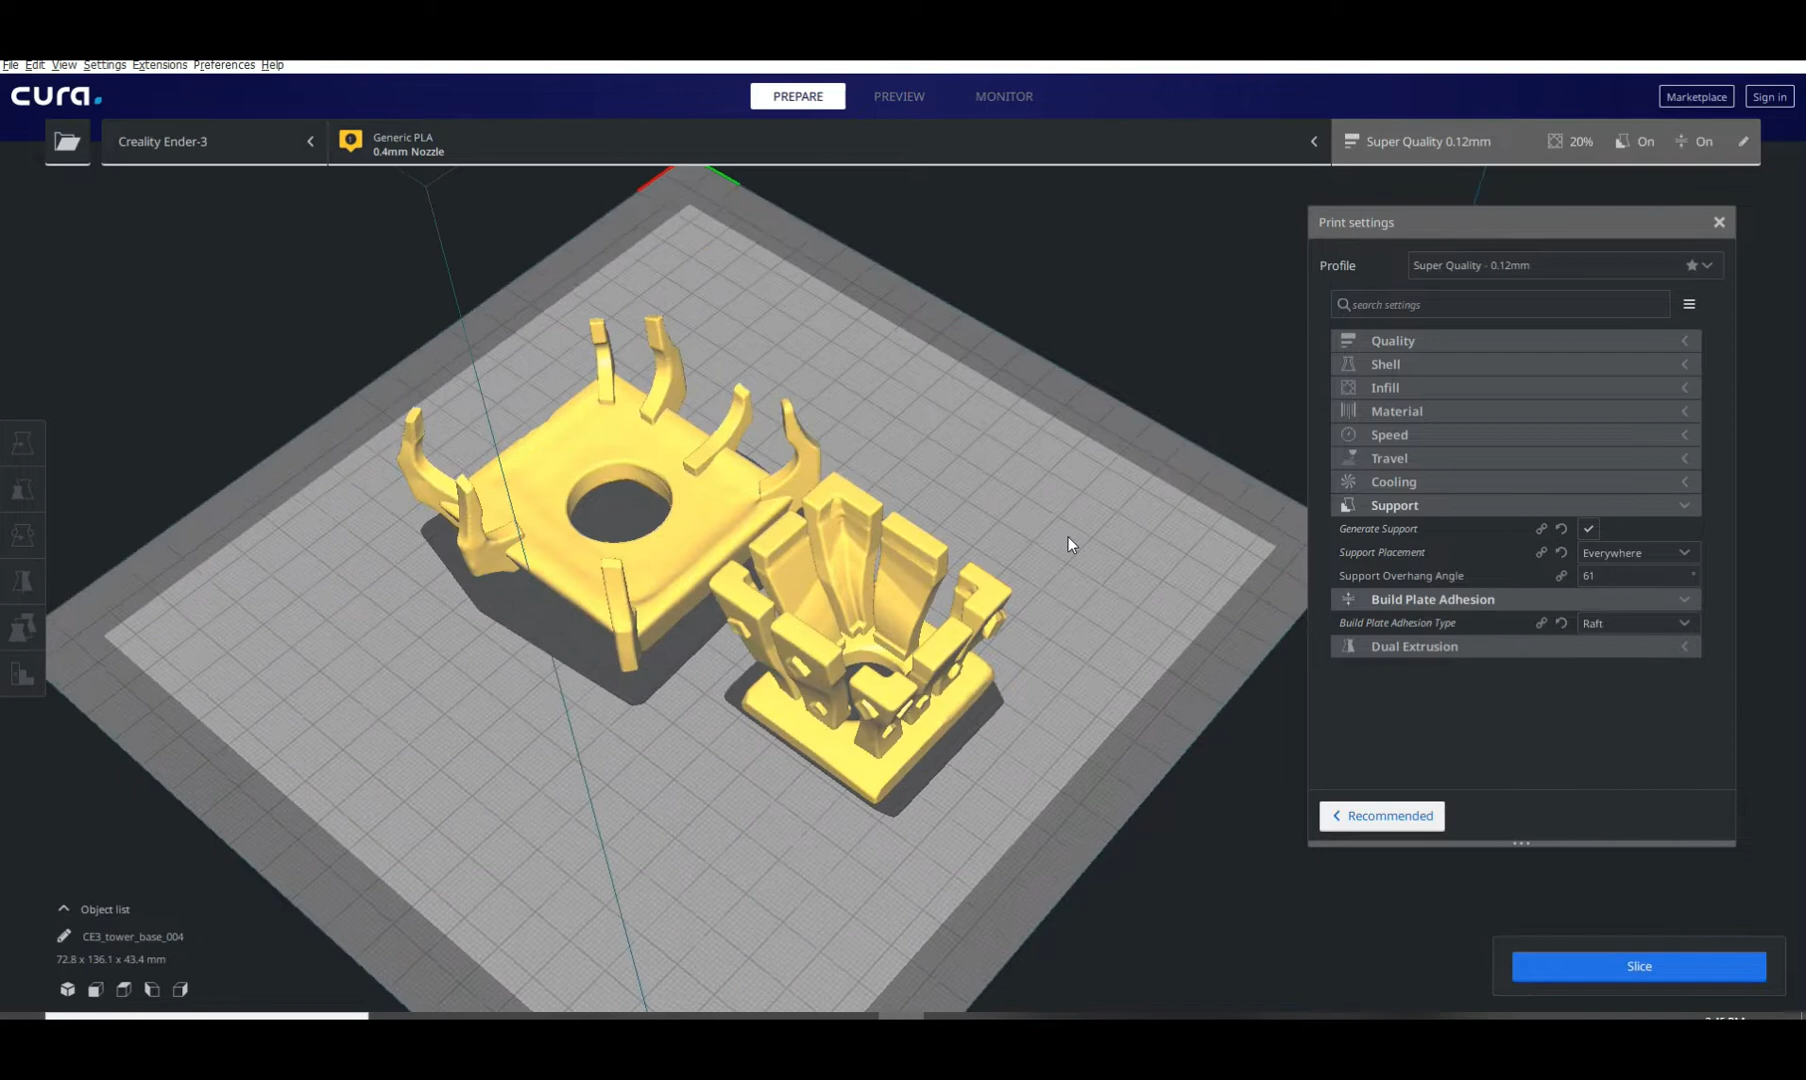 File Edit View Settings Extensions Preferences Help
cura.
PREPARE PREVIEW MONITOR
Marketplace Sign in
Creality Ender-3
1
Generic PLA
0.4mm Nozzle
Super Quality 0.12mm 20% On On
Print settings
Profile Super Quality - 0.12mm
search settings
Quality
Shell
Infill
Material
Speed
Travel
Cooling
Support
Generate Support
Support Placement Everywhere
Support Overhang Angle 61 °
Build Plate Adhesion
Build Plate Adhesion Type Raft
Dual Extrusion
Recommended
Object list
CE3_tower_base_004
72.8 x 136.1 x 43.4 mm
Slice